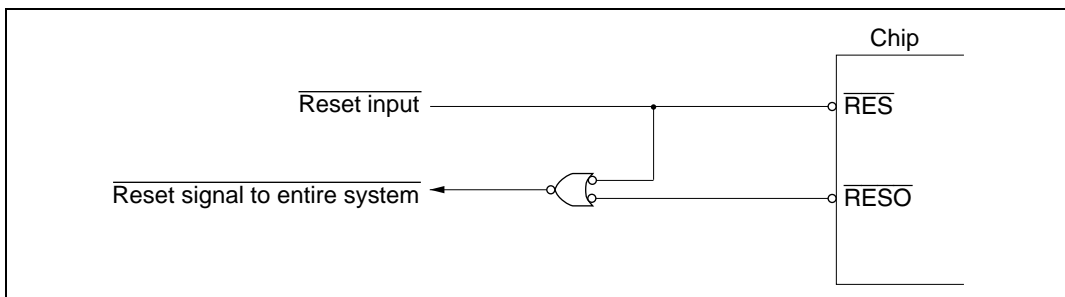 Chip
Reset input
RES
Reset signal to entire system
RESO